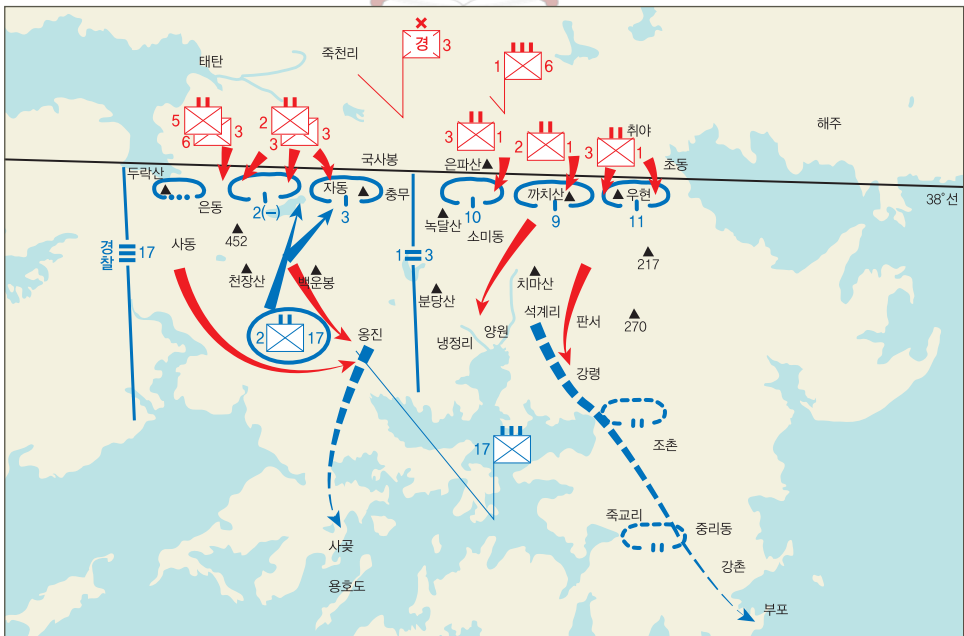 경 3
죽천리
태탄
1 6
5
6 3
2
3 3
3 1
2 1
3 1
취야
해주
국사봉
은파산
초동
두락산
자동
충무
까치산
우현
38°선
은동
2(–)
3
10
9
11
녹달산
소미동
경찰 17
사동
452
1 3
217
천장산
백운봉
치마산
분당산
석계리
270
판서
2 17
옹진
양원
냉정리
강령
17
조촌
죽교리
중리동
사곶
강촌
용호도
부포